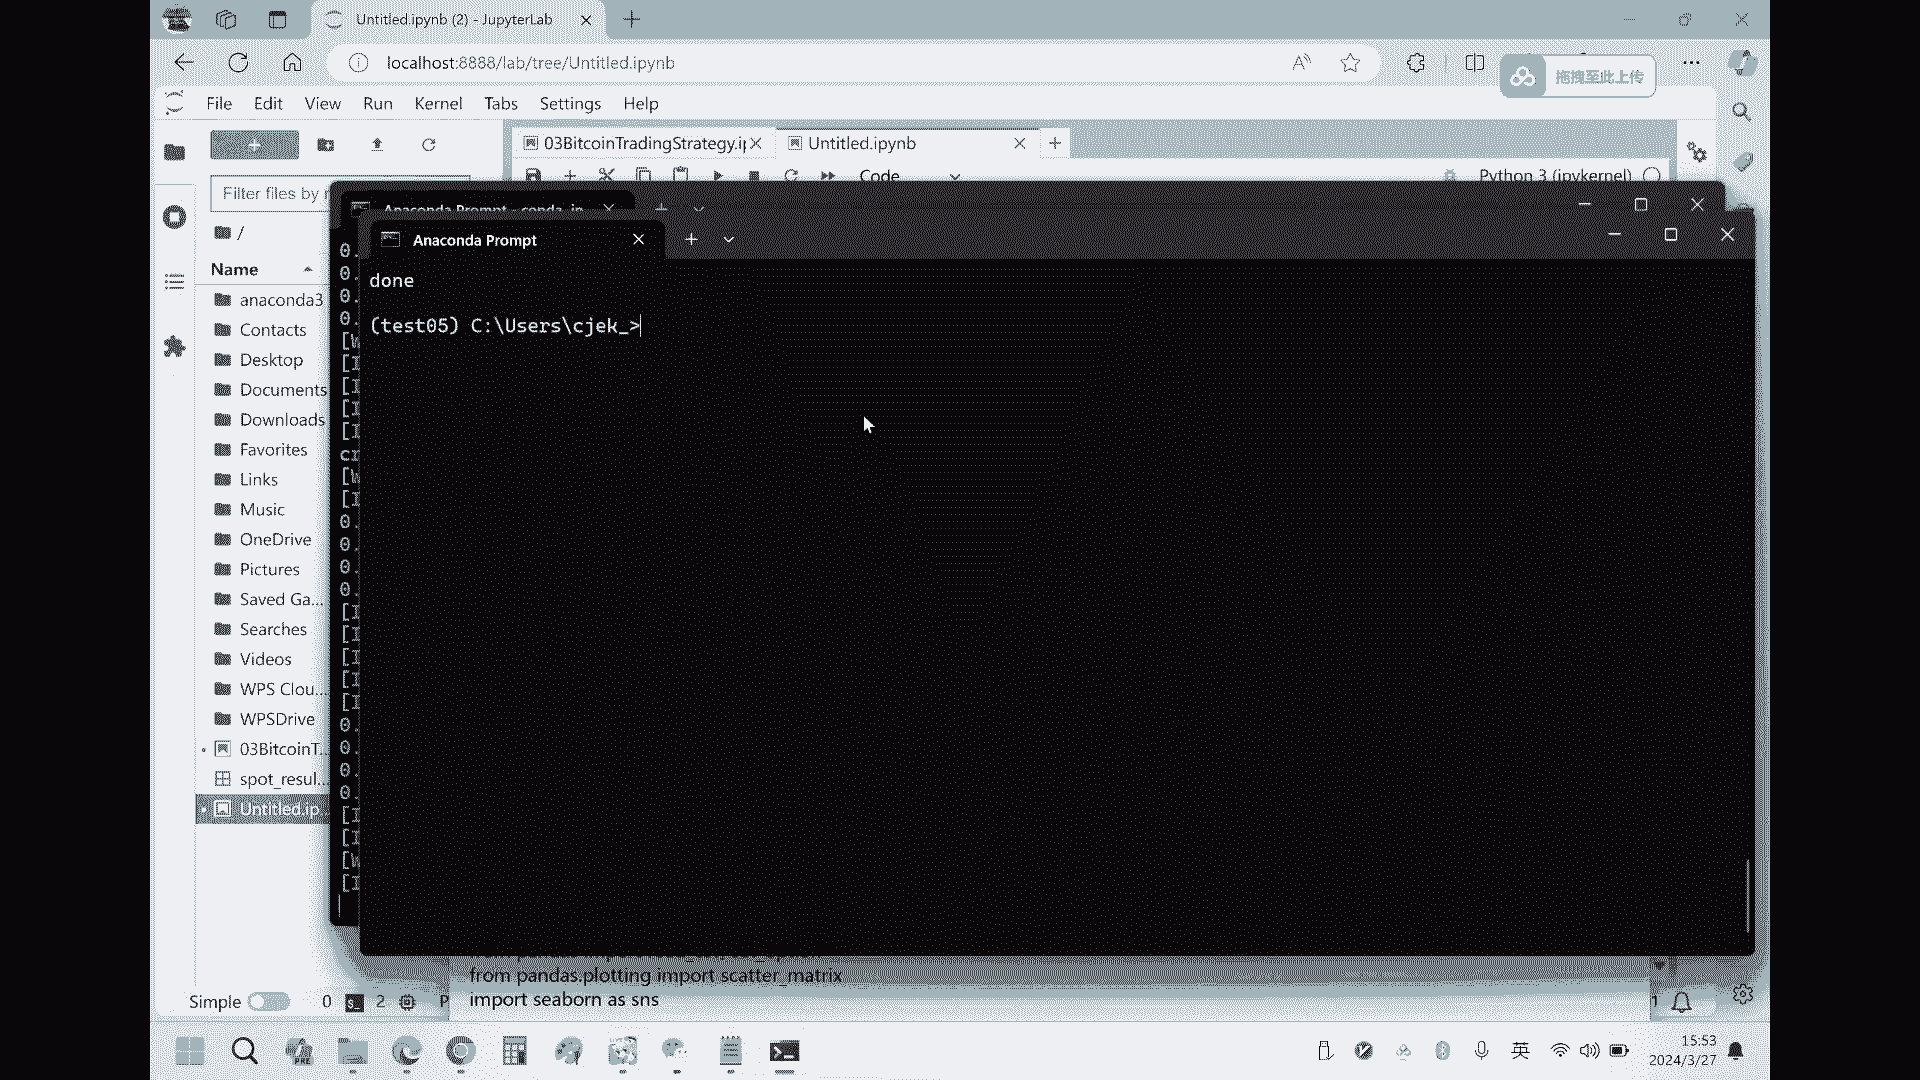 Untitled.ipynb (2) - JupyterLab
localhost:8888/lab/tree/Untitled.ipynb
拖拽至此上传
File Edit View Run Kernel Tabs Settings Help
03BitcoinTradingStrategy.i
Untitled.ipynb
Filter files by
Code
Python 3 (ipykernel)
/
Name
anaconda3
Contacts
Desktop
Documents
Downloads
Favorites
Links
Music
OneDrive
Pictures
Saved Ga...
Searches
Videos
WPS Clou...
WPSDrive
03BitcoinT...
spot_resul...
Untitled.ip
Anaconda Prompt - conda in
Anaconda Prompt
done
(test05) C:\Users\cjek_>
from pandas.plotting import scatter_matrix
import seaborn as sns
Simple 0 2 P
1
PRE
英
15:53
2024/3/27